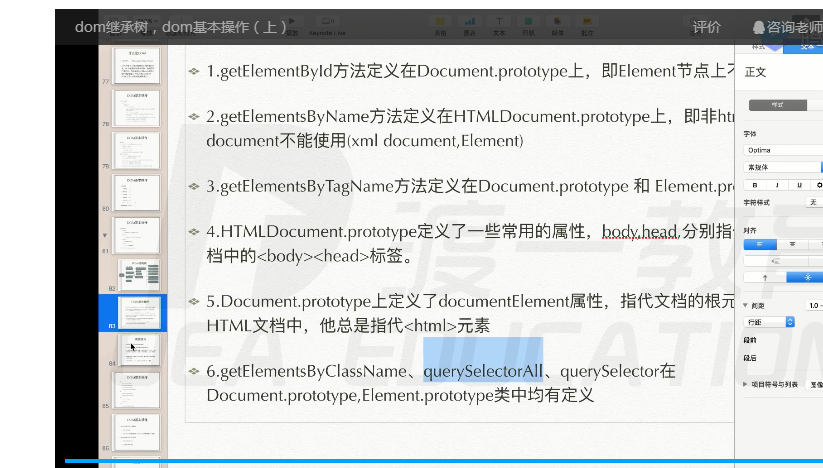 dom继承树，dom基本操作（上）
评价
咨询老师
Keynote Live
正文
样式
字体
Optima
常规体
B I U
字符样式
无
对齐
间距
1.0
行距
段前
段后
项目符号与列表
77
78
79
80
81
82
83
84
85
86
1.getElementById方法定义在Document.prototype上，即Element节点上不
2.getElementsByName方法定义在HTMLDocument.prototype上，即非htm
document不能使用(xml document,Element)
3.getElementsByTagName方法定义在Document.prototype 和 Element.pro
4.HTMLDocument.prototype定义了一些常用的属性，body,head,分别指代
档中的<body><head>标签。
5.Document.prototype上定义了documentElement属性，指代文档的根元
HTML文档中，他总是指代<html>元素
6.getElementsByClassName、querySelectorAll、querySelector在
Document.prototype,Element.prototype类中均有定义
渡一教育
EDUCATION